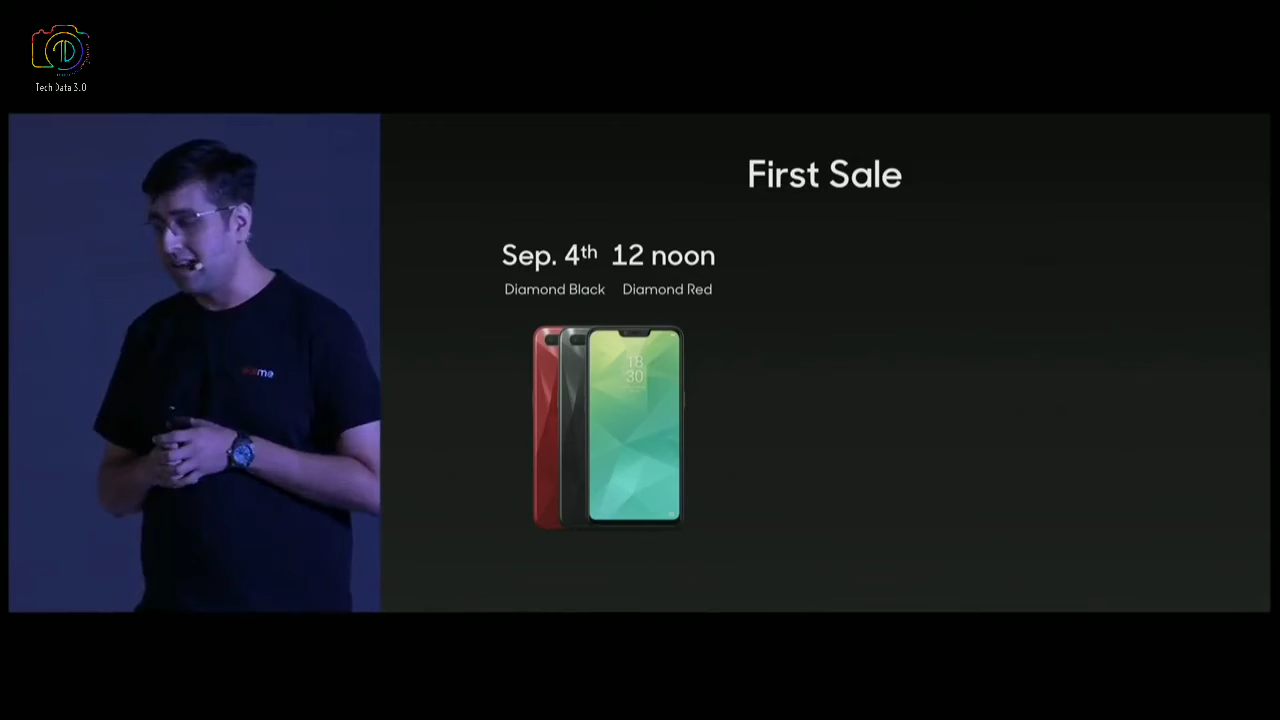 Tech Data 3.0
First Sale
Sep. 4th 12 noon
Diamond Black Diamond Red
18
30